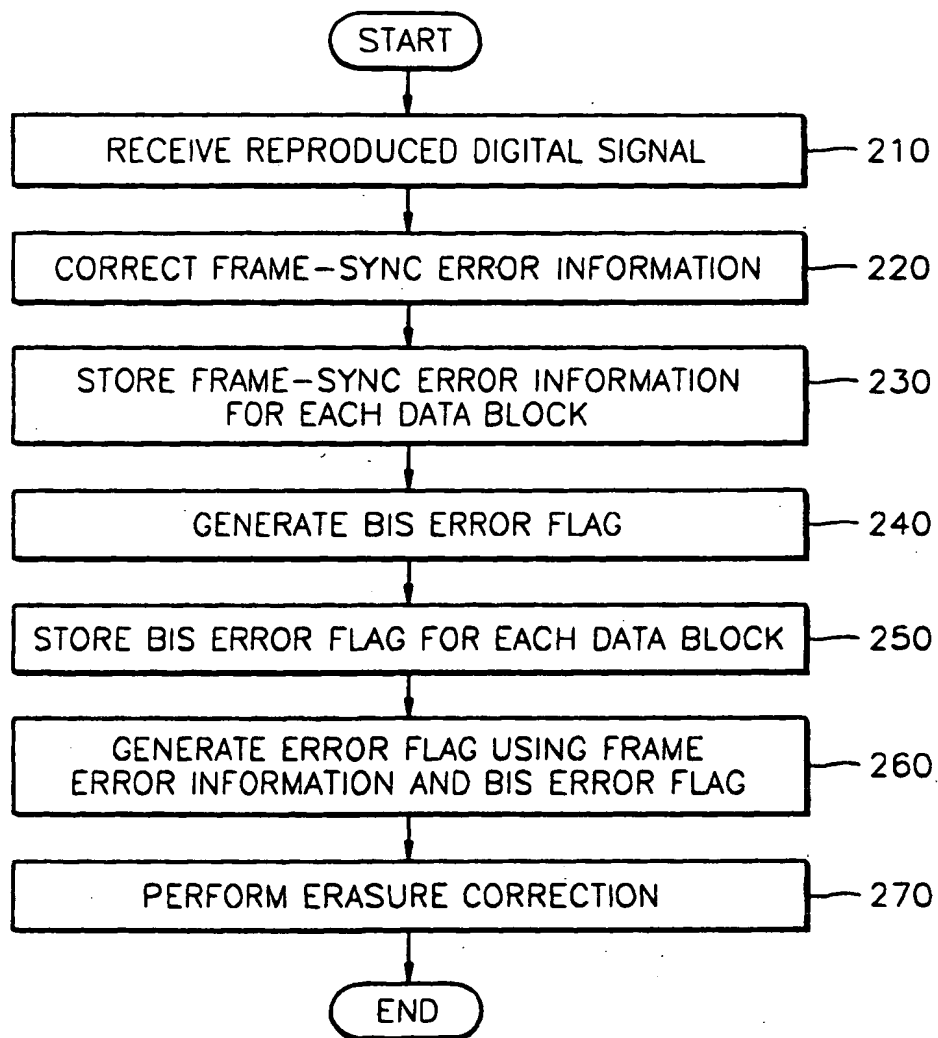 START
RECEIVE REPRODUCED DIGITAL SIGNAL
210
CORRECT FRAME-SYNC ERROR INFORMATION
220
STORE FRAME-SYNC ERROR INFORMATION
FOR EACH DATA BLOCK
230
GENERATE BIS ERROR FLAG
240
STORE BIS ERROR FLAG FOR EACH DATA BLOCK
250
GENERATE ERROR FLAG USING FRAME
ERROR INFORMATION AND BIS ERROR FLAG
260
PERFORM ERASURE CORRECTION
270
END